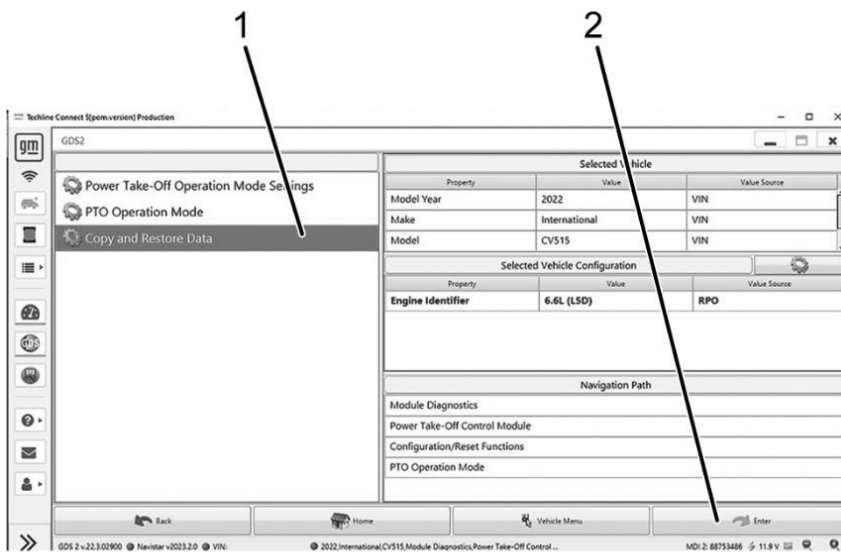 1
2
Techline Connect S(pom.version) Production
gm
GDS2
Selected Vehicle
Power Take-Off Operation Mode Settings
Property Value Value Source
PTO Operation Mode
Model Year 2022 VIN
Make International VIN
Copy and Restore Data
Model CV515 VIN
Selected Vehicle Configuration
Property Value Value Source
Engine Identifier 6.6L (L5D) RPO
GDS
Navigation Path
Module Diagnostics
Power Take-Off Control Module
Configuration/Reset Functions
PTO Operation Mode
Back Home Vehicle Menu Enter
GDS 2 v.22.3.02900 Navistar v2023.2.0 VIN: 2022,International,CV515,Module Diagnostics,Power Take-Off Control ... MDI 2: 88753486 11.9 V